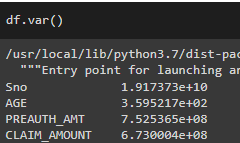 df.var()
/usr/local/lib/python3.7/dist-pac
"""Entry point for launching an
Sno 1.917373e+10
AGE 3.595217e+02
PREAUTH_AMT 7.525365e+08
CLAIM_AMOUNT 6.730004e+08